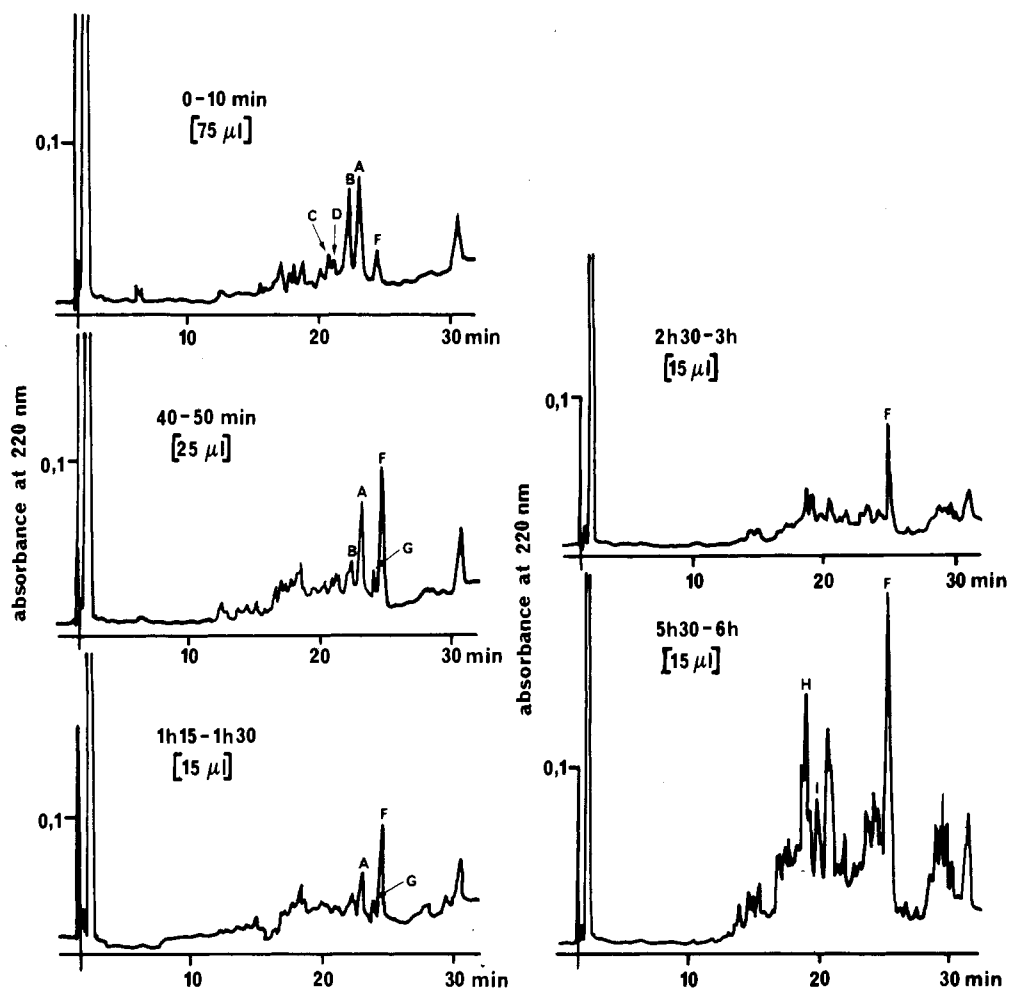 0-10 min
[75 µl]
0,1
C
D
B
A
F
10
20
30 min
absorbance at 220 nm
40-50 min
[25 µl]
0,1
B
A
F
G
10
20
30 min
1h15-1h30
[15 µl]
0,1
A
F
G
10
20
30 min
absorbance at 220 nm
2h30-3h
[15 µl]
0,1
F
10
20
30 min
5h30-6h
[15 µl]
0,1
H
I
F
10
20
30 min